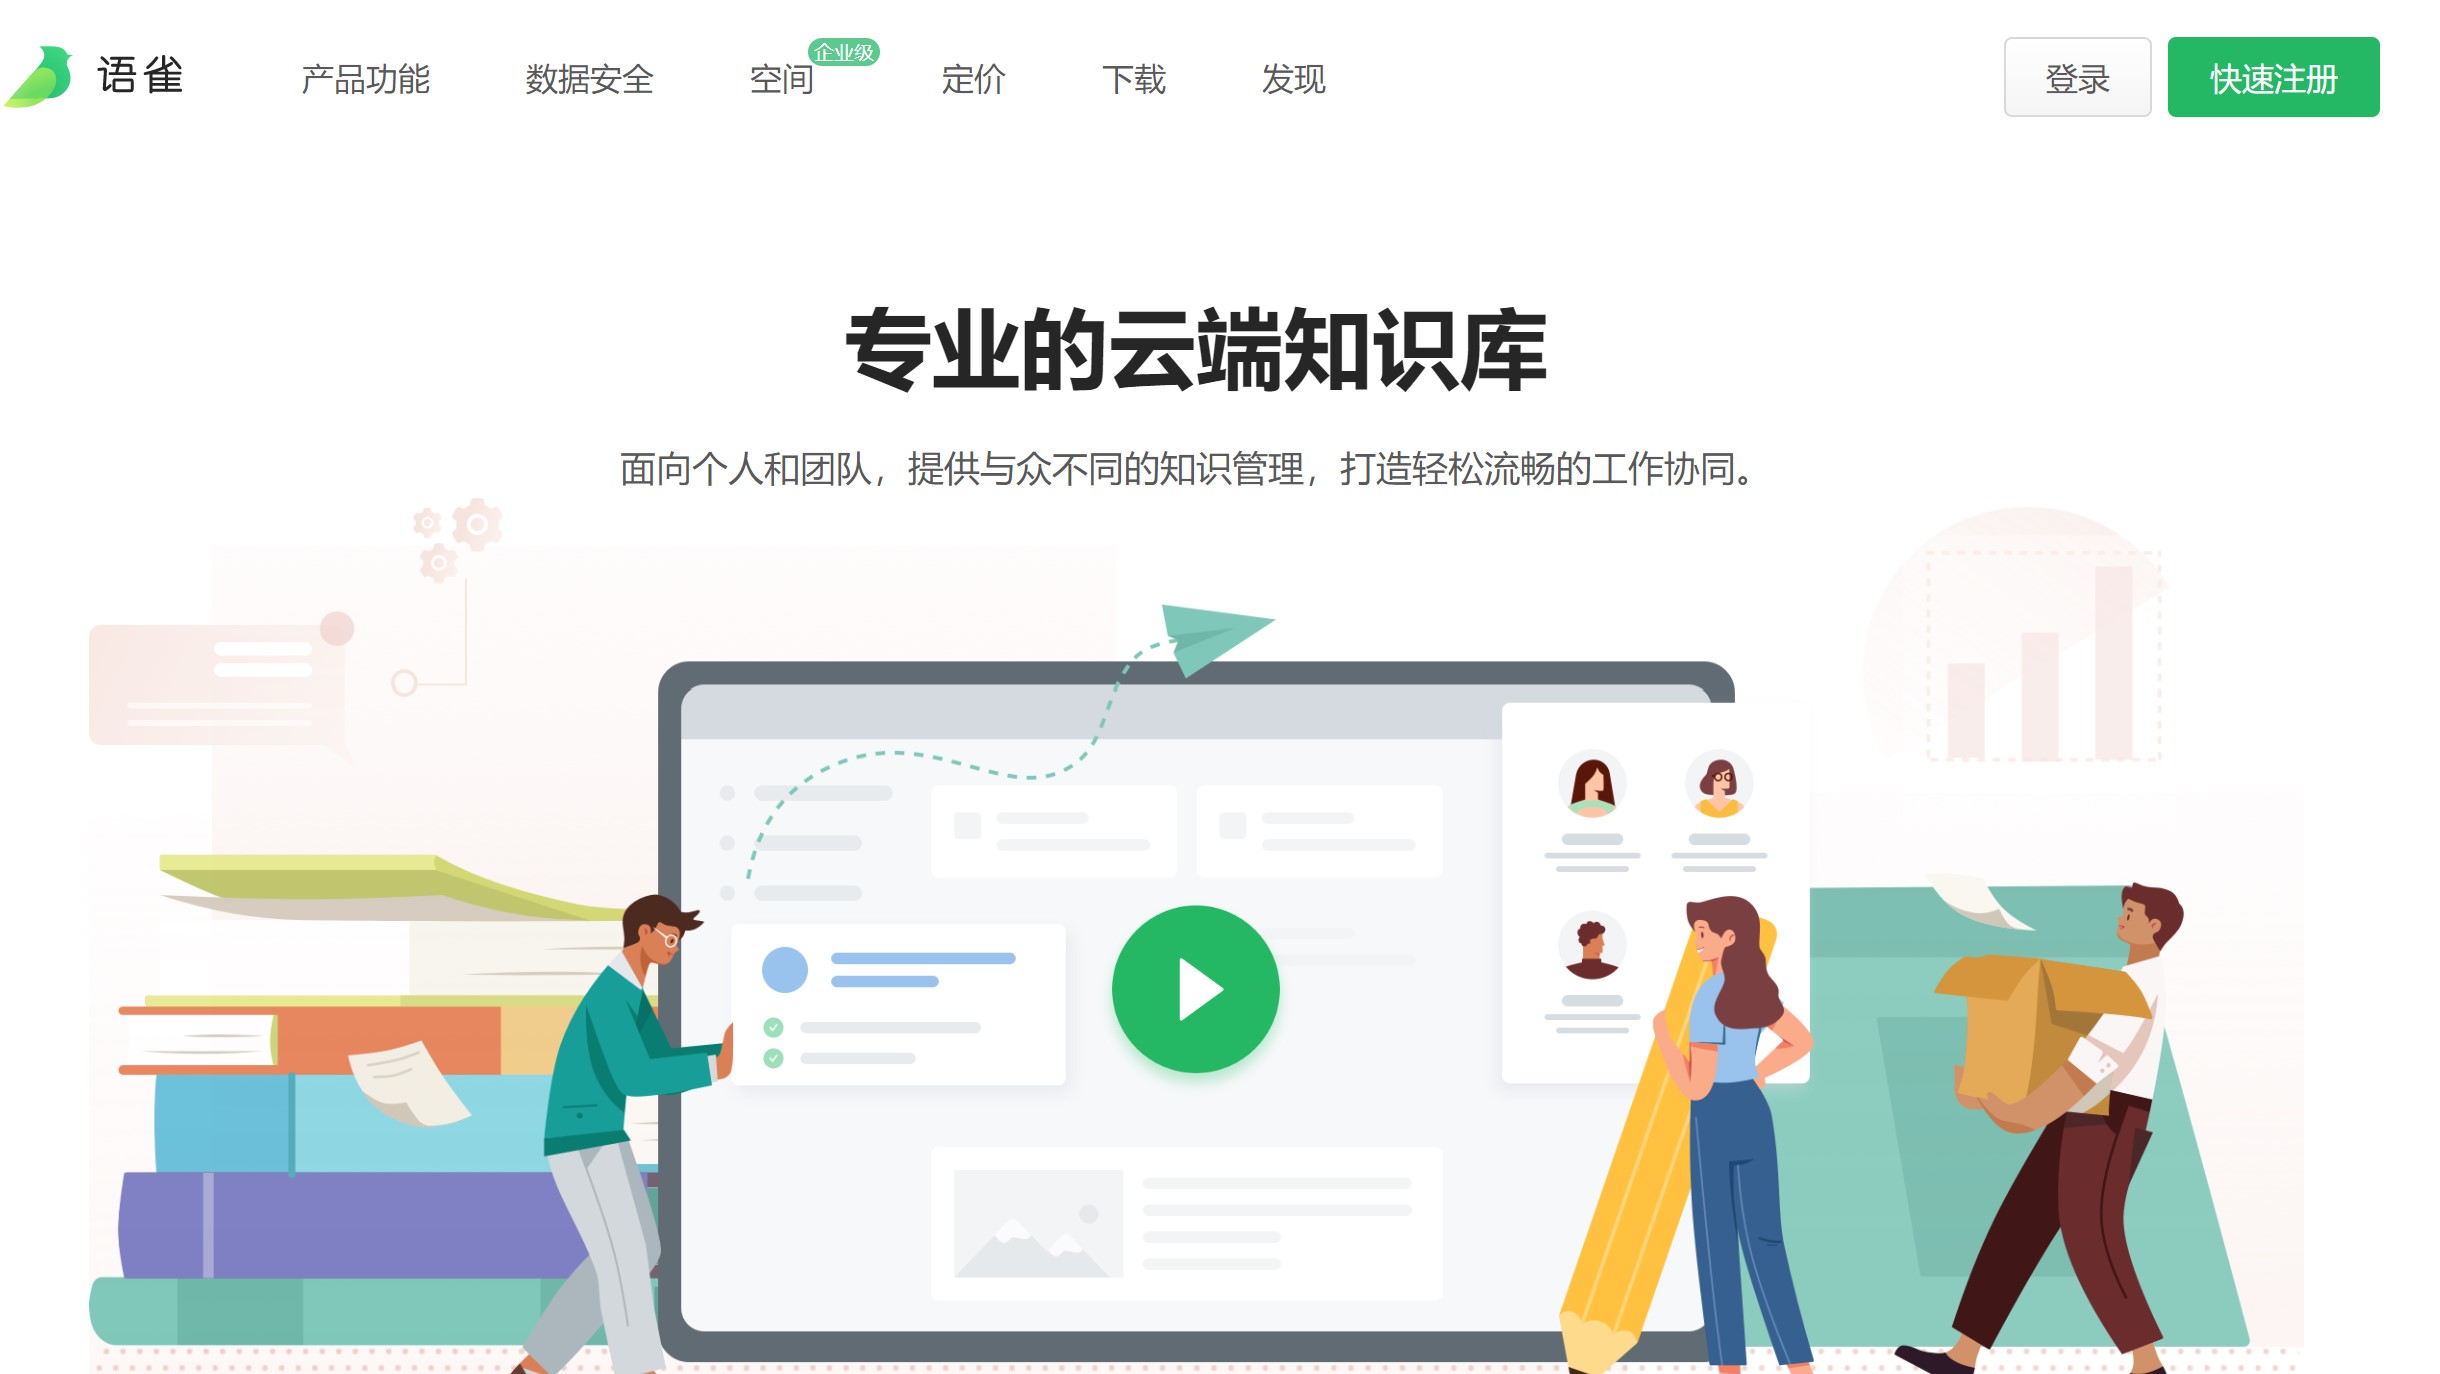 语雀
产品功能
数据安全
空间
企业级
定价
下载
发现
登录
快速注册
专业的云端知识库
面向个人和团队，提供与众不同的知识管理，打造轻松流畅的工作协同。